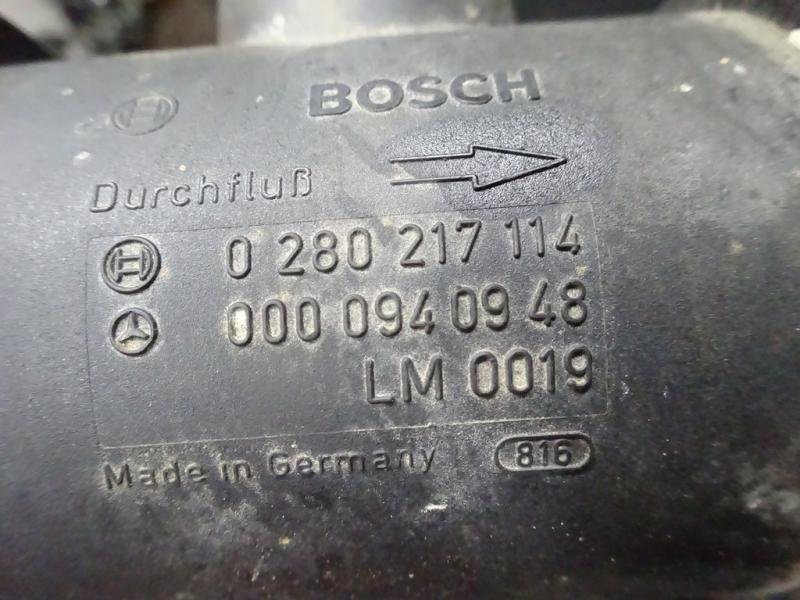 BOSCH
Durchfluß
0 280 217 114
000 094 09 48
LM 0019
Made in Germany 816